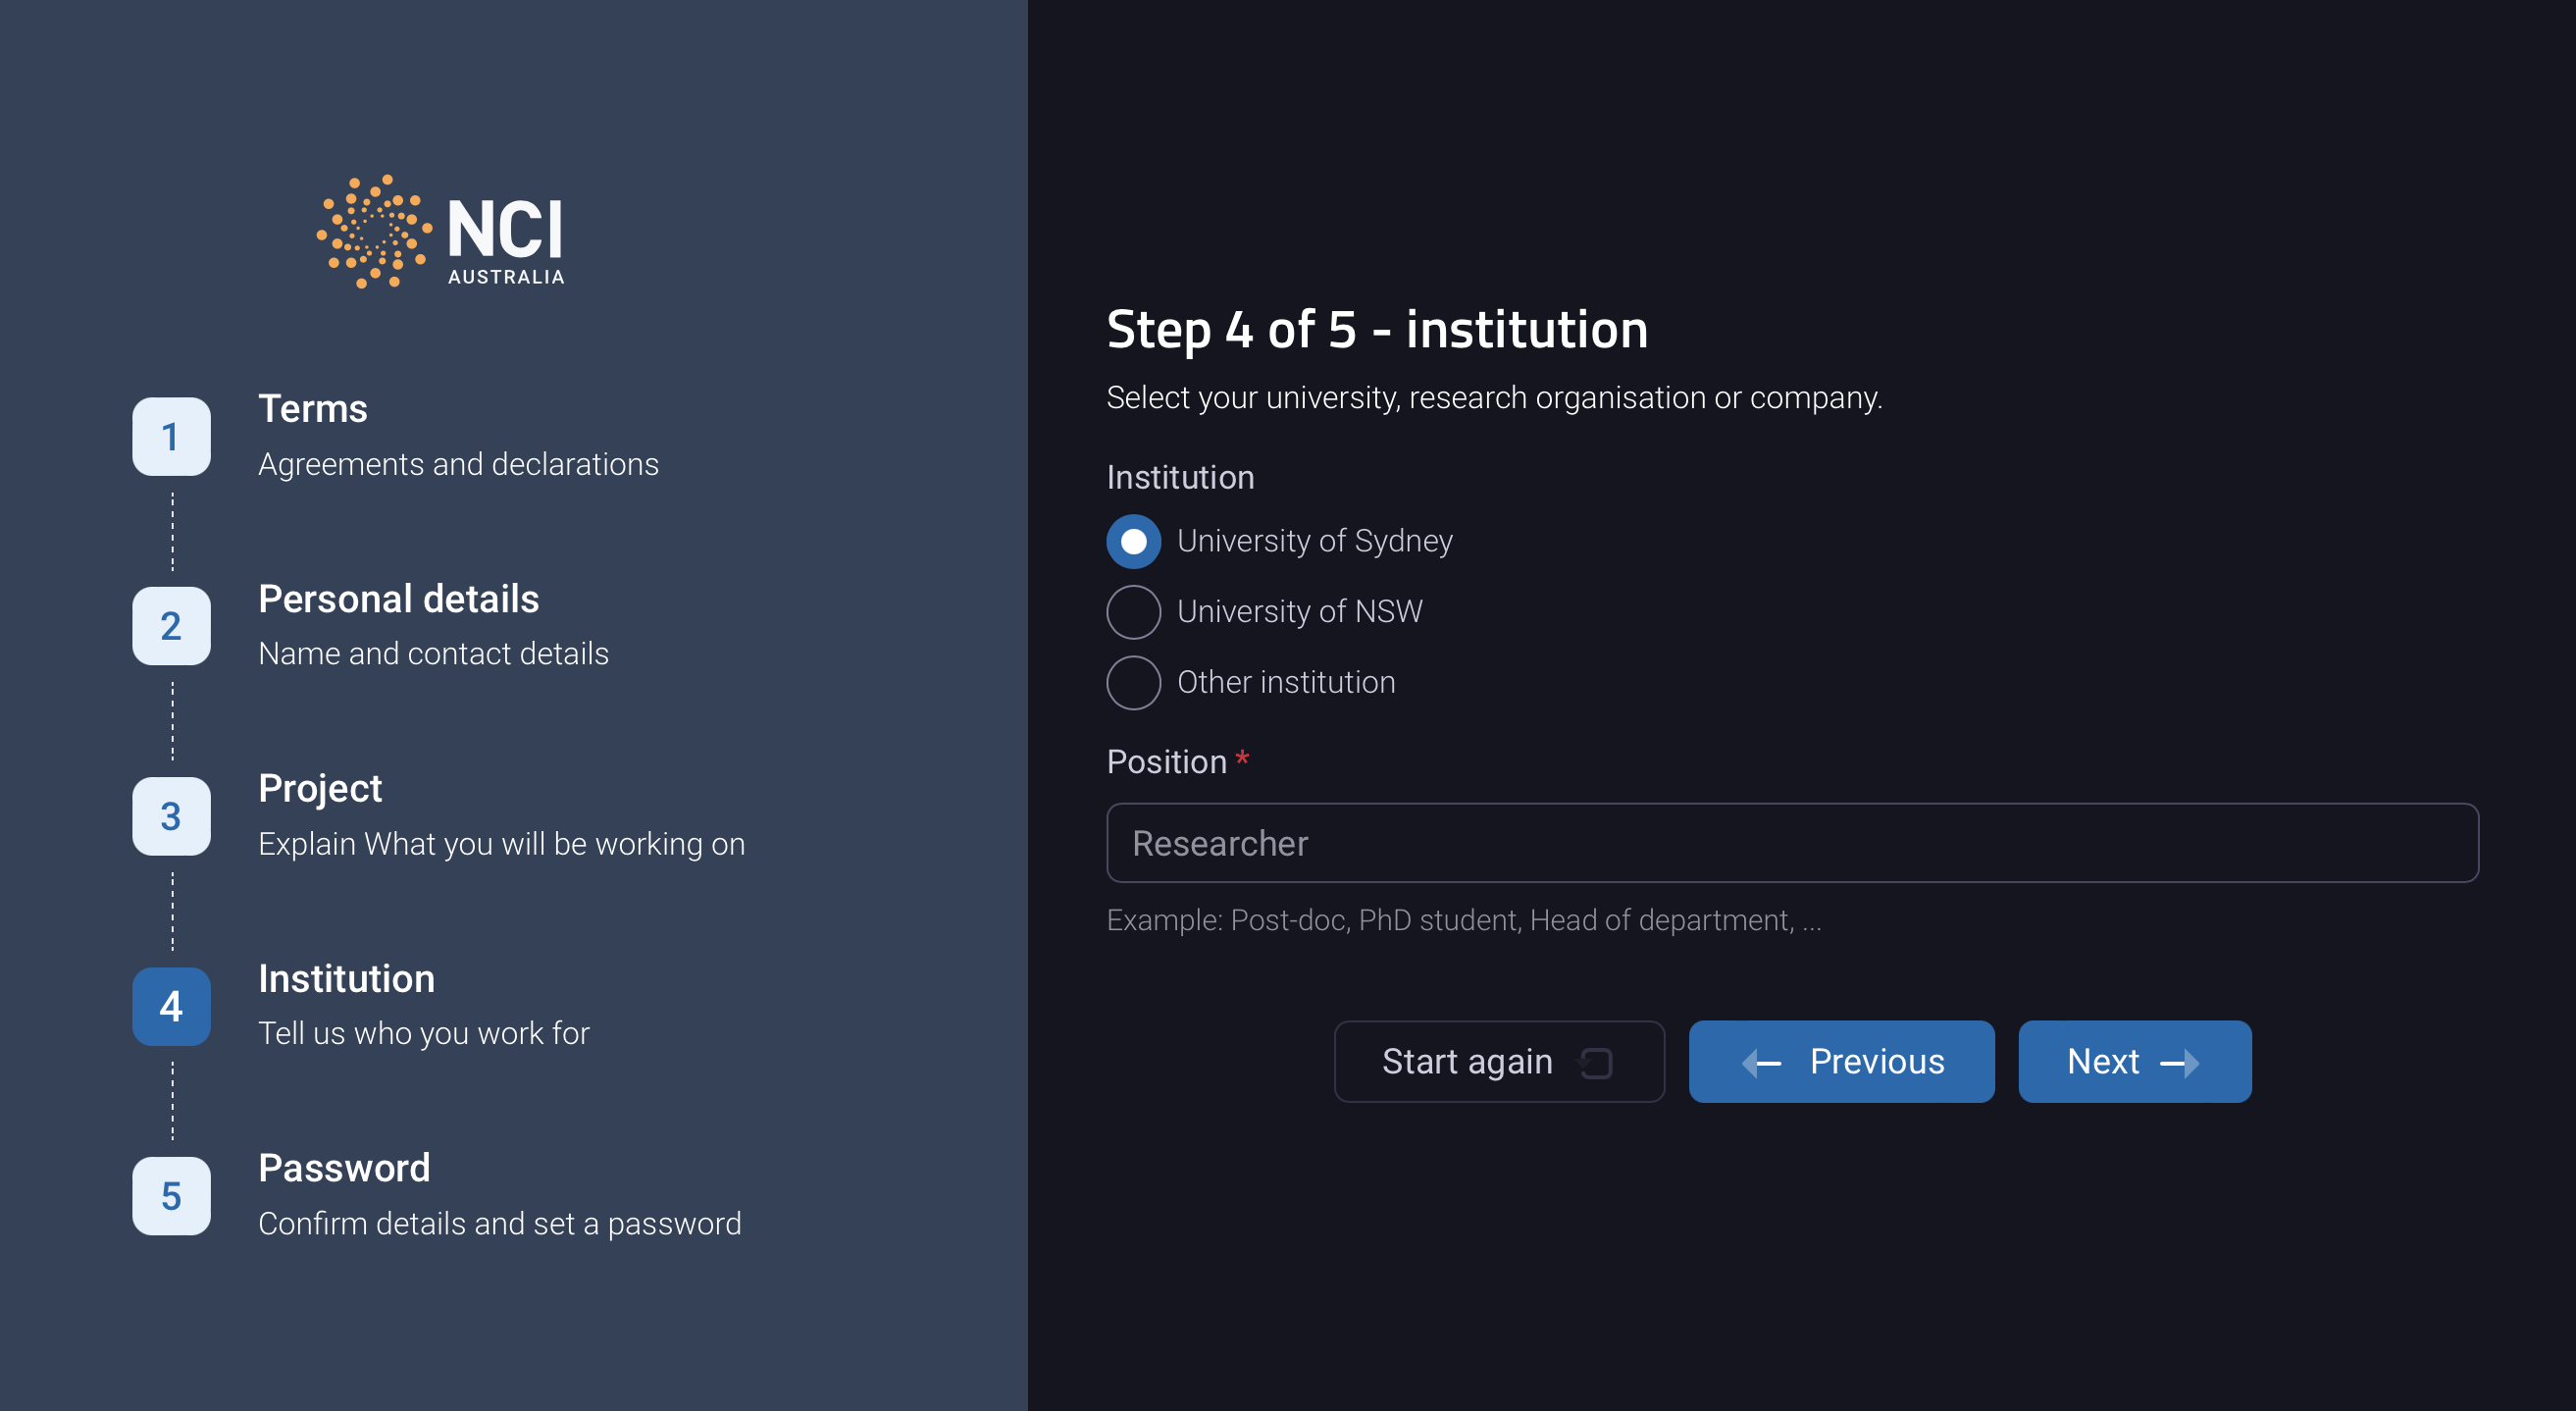 NCI
AUSTRALIA
1
Terms
Agreements and declarations
2
Personal details
Name and contact details
3
Project
Explain What you will be working on
4
Institution
Tell us who you work for
5
Password
Confirm details and set a password
Step 4 of 5 - institution
Select your university, research organisation or company.
Institution
University of Sydney
University of NSW
Other institution
Position *
Researcher
Example: Post-doc, PhD student, Head of department, ...
Start again
Previous
Next